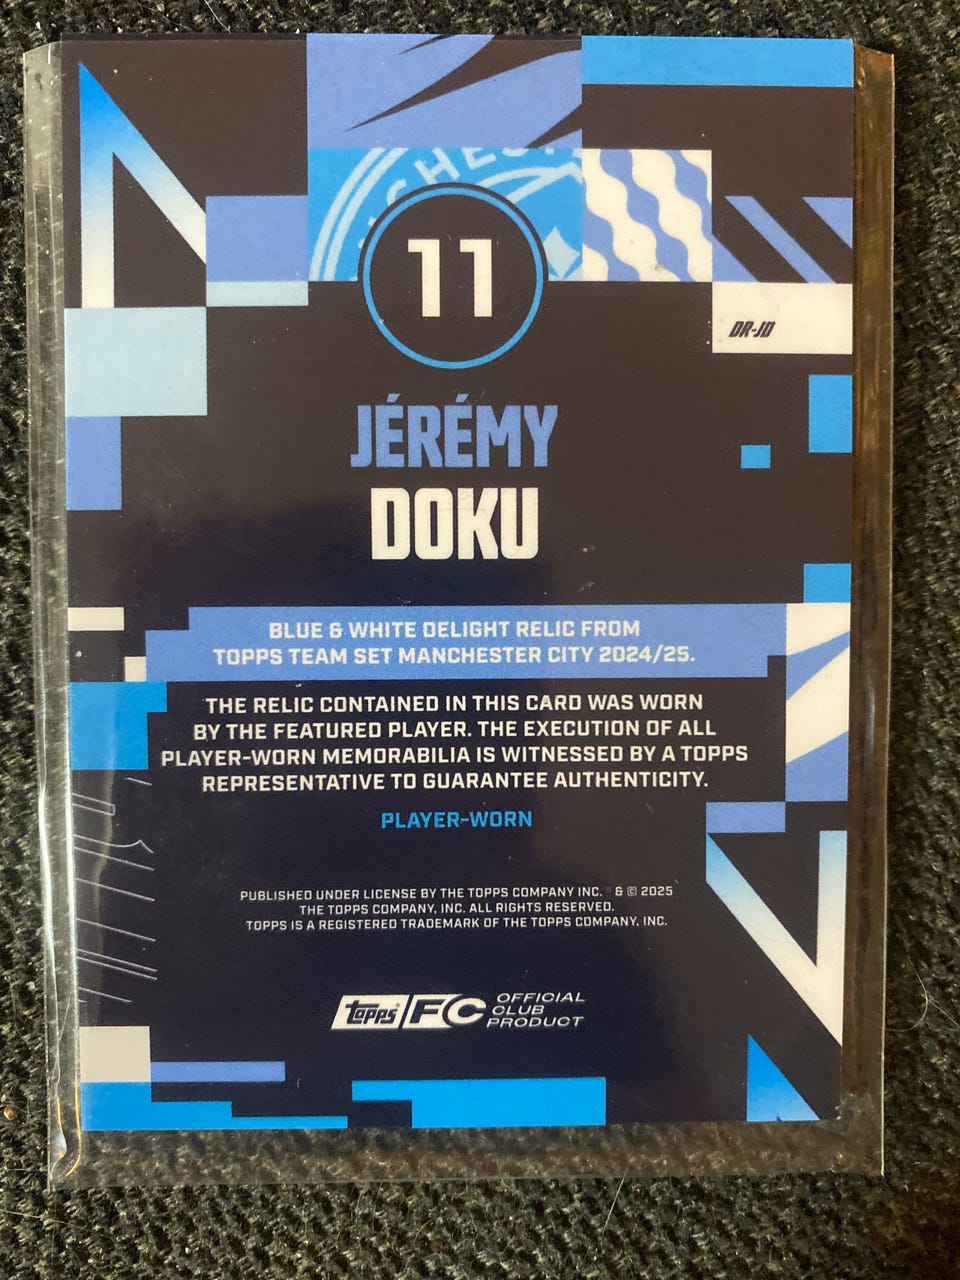 CHESTE
11
DR-JD
JÉRÉMY
DOKU
BLUE & WHITE DELIGHT RELIC FROM
TOPPS TEAM SET MANCHESTER CITY 2024/25.
THE RELIC CONTAINED IN THIS CARD WAS WORN
BY THE FEATURED PLAYER. THE EXECUTION OF ALL
PLAYER-WORN MEMORABILIA IS WITNESSED BY A TOPPS
REPRESENTATIVE TO GUARANTEE AUTHENTICITY.
PLAYER-WORN
PUBLISHED UNDER LICENSE BY THE TOPPS COMPANY INC. ® & © 2025
THE TOPPS COMPANY, INC. ALL RIGHTS RESERVED.
TOPPS IS A REGISTERED TRADEMARK OF THE TOPPS COMPANY, INC.
topps® FC OFFICIAL
CLUB
PRODUCT